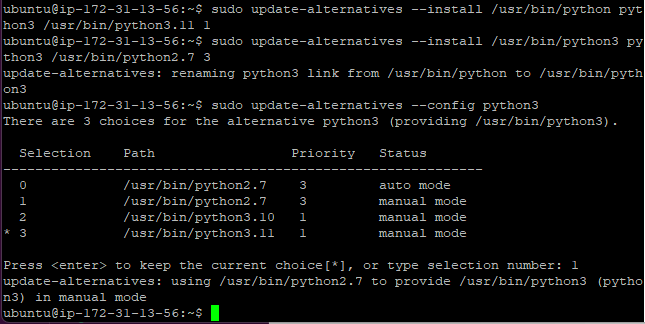 ubuntu@ip-172-31-13-56:~$ sudo update-alternatives --install /usr/bin/python pyt
hon3 /usr/bin/python3.11 1
ubuntu@ip-172-31-13-56:~$ sudo update-alternatives --install /usr/bin/python3 py
thon3 /usr/bin/python2.7 3
update-alternatives: renaming python3 link from /usr/bin/python to /usr/bin/pyth
on3
ubuntu@ip-172-31-13-56:~$ sudo update-alternatives --config python3
There are 3 choices for the alternative python3 (providing /usr/bin/python3).
  Selection    Path                 Priority   Status
------------------------------------------------------------
  0            /usr/bin/python2.7    3         auto mode
  1            /usr/bin/python2.7    3         manual mode
  2            /usr/bin/python3.10   1         manual mode
* 3            /usr/bin/python3.11   1         manual mode
Press <enter> to keep the current choice[*], or type selection number: 1
update-alternatives: using /usr/bin/python2.7 to provide /usr/bin/python3 (pytho
n3) in manual mode
ubuntu@ip-172-31-13-56:~$